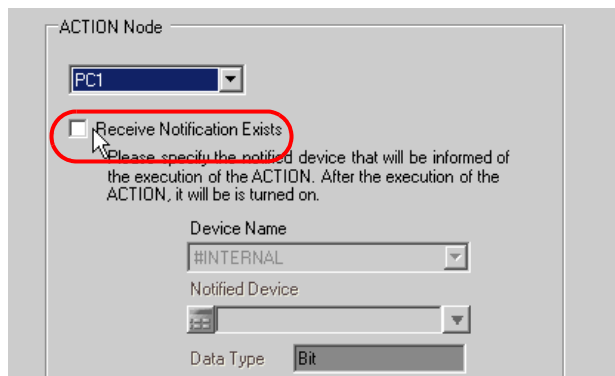 ACTION Node
PC1
Receive Notification Exists
Please specify the notified device that will be informed of
the execution of the ACTION. After the execution of the
ACTION, it will be is turned on.
Device Name
#INTERNAL
Notified Device
Data Type Bit